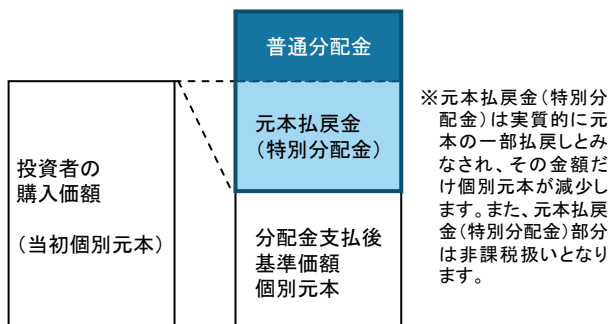 普通分配金
元本払戻金
（特別分配金）
投資者の
購入価額
（当初個別元本）
分配金支払後
基準価額
個別元本
※元本払戻金（特別分
配金）は実質的に元
本の一部払戻しとみ
なされ、その金額だ
け個別元本が減少し
ます。また、元本払戻
金（特別分配金）部分
は非課税扱いとなり
ます。